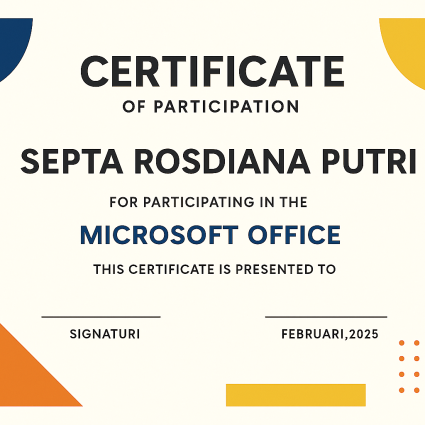 CERTIFICATE
OF PARTICIPATION
SEPTA ROSDIANA PUTRI
FOR PARTICIPATING IN THE
MICROSOFT OFFICE
THIS CERTIFICATE IS PRESENTED TO
SIGNATURI
FEBRUARI,2025